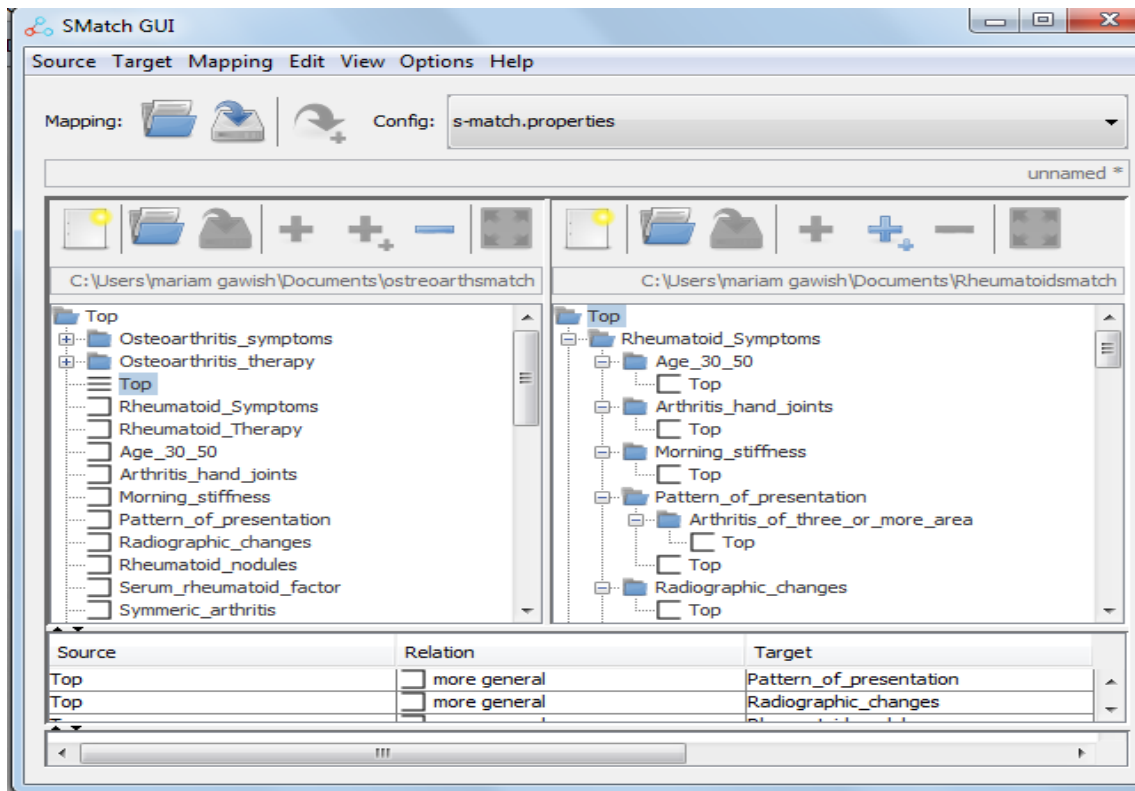 SMatch GUI
Source Target Mapping Edit View Options Help
Mapping: Config: s-match.properties
unnamed *
C:\Users\mariam gawish\Documents\ostreoarthsmatch
Top
Osteoarthritis_symptoms
Osteoarthritis_therapy
Top
Rheumatoid_Symptoms
Rheumatoid_Therapy
Age_30_50
Arthritis_hand_joints
Morning_stiffness
Pattern_of_presentation
Radiographic_changes
Rheumatoid_nodules
Serum_rheumatoid_factor
Symmeric_arthritis
C:\Users\mariam gawish\Documents\Rheumatoidsmatch
Top
Rheumatoid_Symptoms
Age_30_50
Top
Arthritis_hand_joints
Top
Morning_stiffness
Top
Pattern_of_presentation
Arthritis_of_three_or_more_area
Top
Top
Radiographic_changes
Top
Source Relation Target
Top more general Pattern_of_presentation
Top more general Radiographic_changes